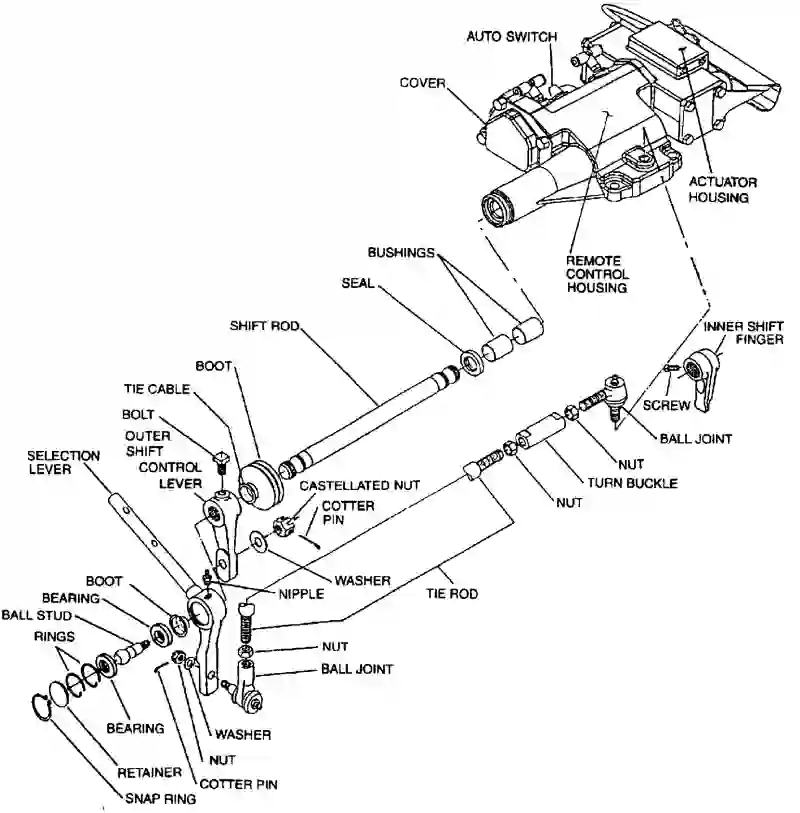 AUTO SWITCH
COVER
ACTUATOR
HOUSING
REMOTE
CONTROL
HOUSING
BUSHINGS
SEAL
SHIFT ROD
INNER SHIFT
FINGER
BOOT
TIE CABLE
BOLT
OUTER
SHIFT
CONTROL
LEVER
SELECTION
LEVER
SCREW
BALL JOINT
NUT
TURN BUCKLE
NUT
CASTELLATED NUT
COTTER
PIN
WASHER
NIPPLE
TIE ROD
BOOT
BEARING
BALL STUD
RINGS
NUT
BALL JOINT
BEARING
WASHER
NUT
RETAINER
COTTER PIN
SNAP RING